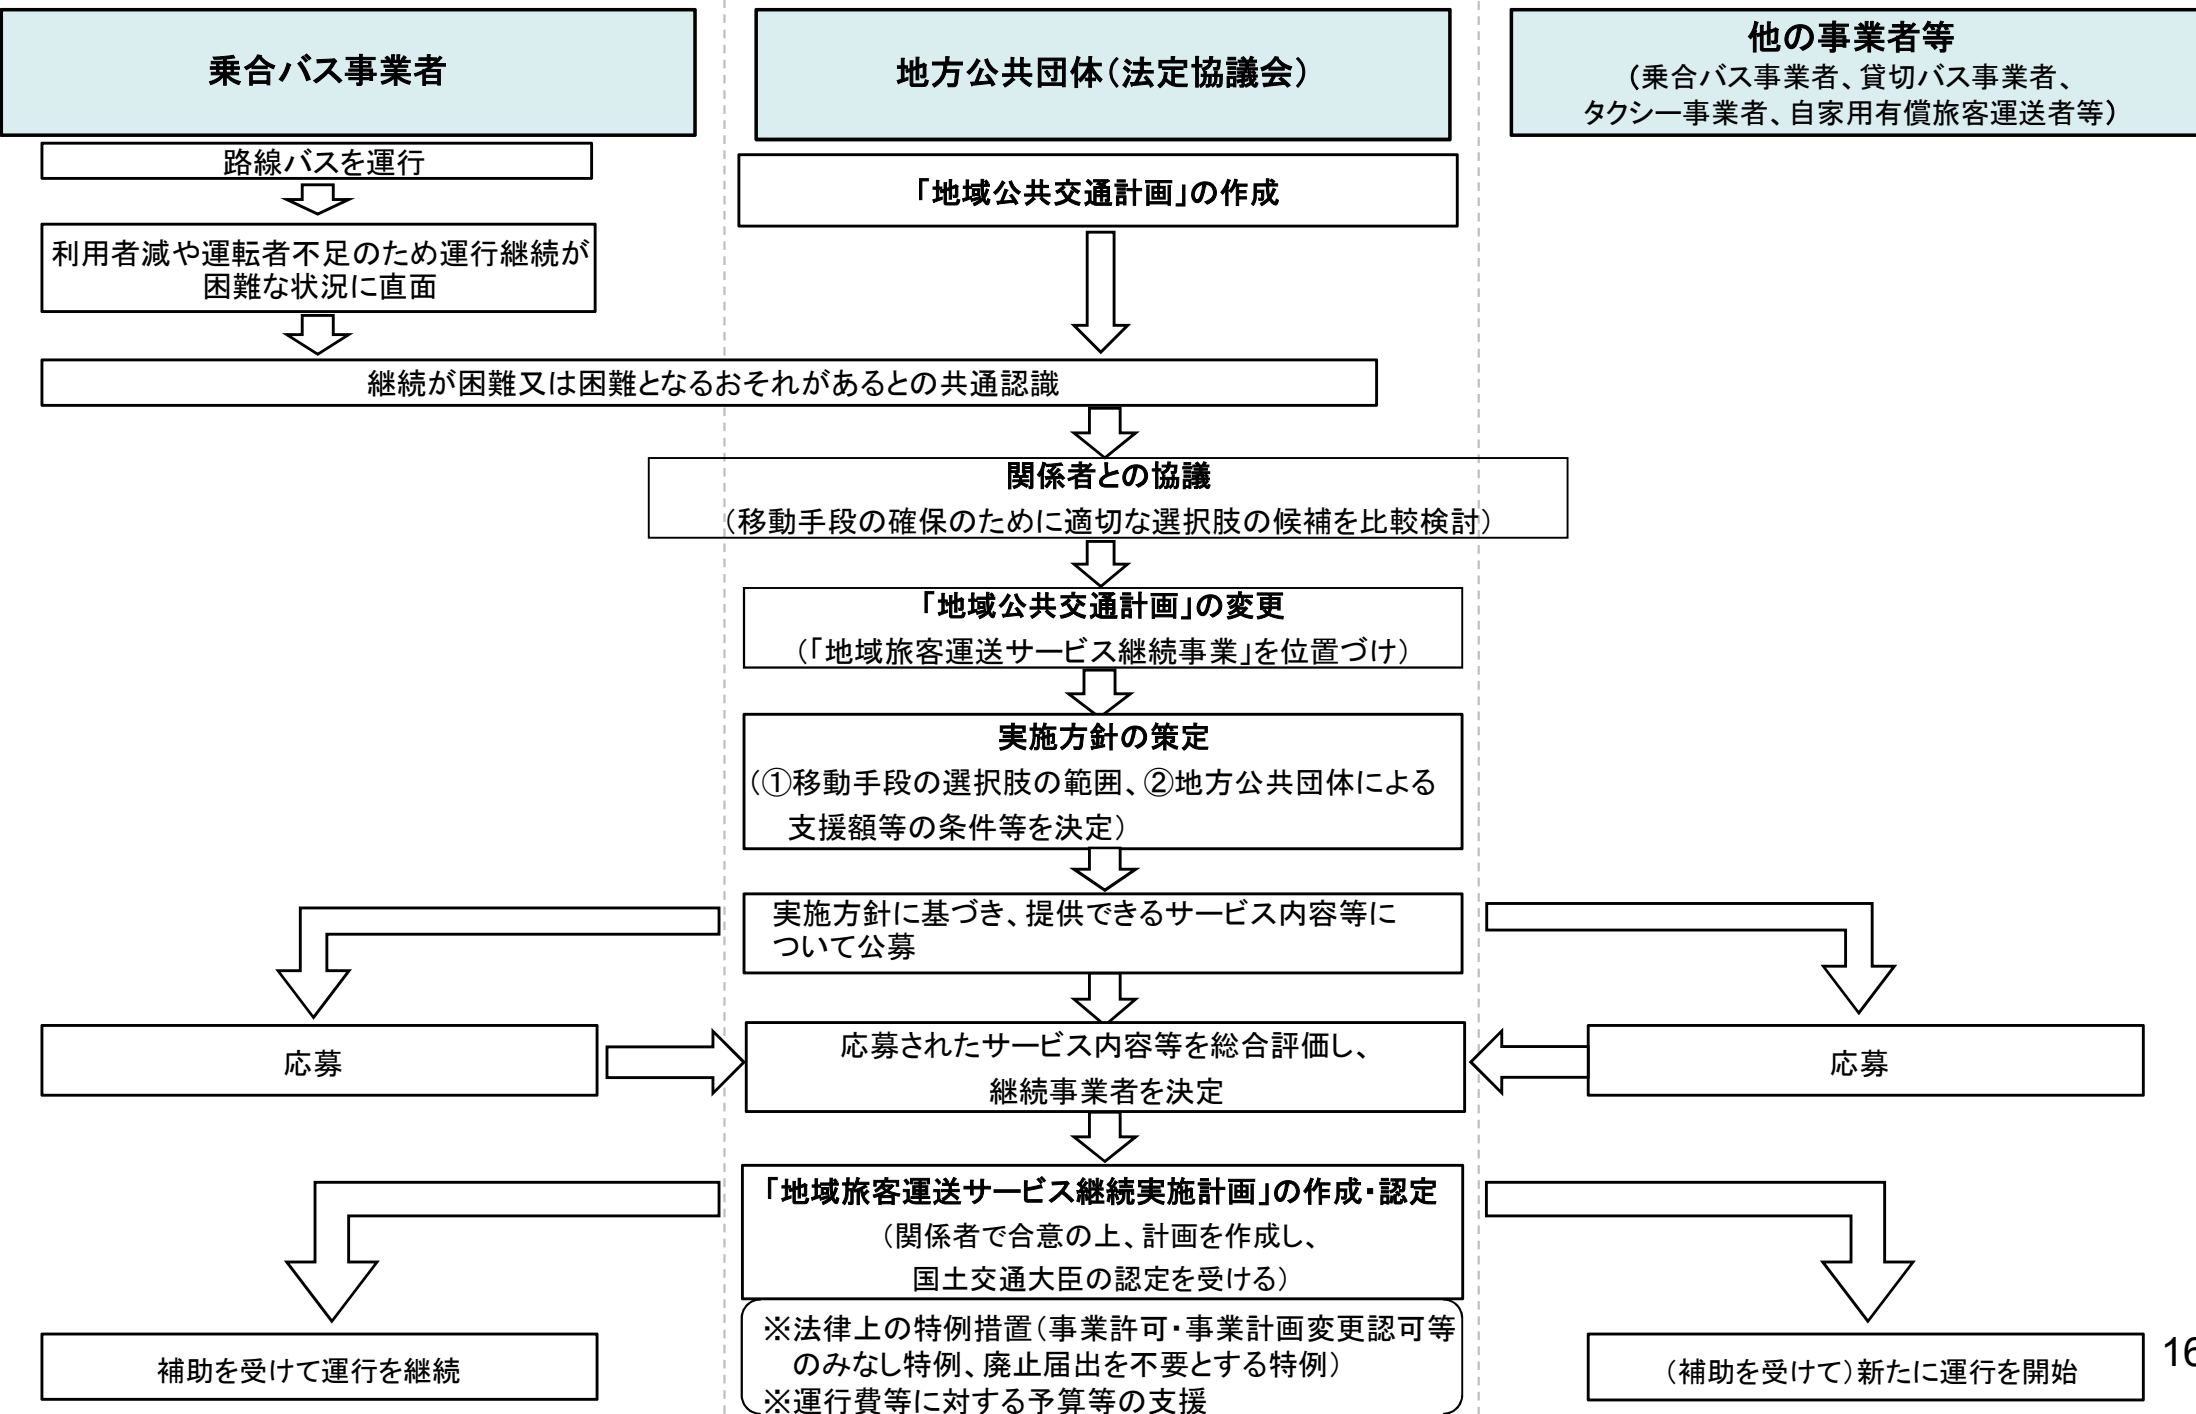 乗合バス事業者
地方公共団体（法定協議会）
他の事業者等
（乗合バス事業者、貸切バス事業者、
タクシー事業者、自家用有償旅客運送者等）
路線バスを運行
「地域公共交通計画」の作成
利用者減や運転者不足のため運行継続が
困難な状況に直面
継続が困難又は困難となるおそれがあるとの共通認識
関係者との協議
（移動手段の確保のために適切な選択肢の候補を比較検討）
「地域公共交通計画」の変更
（「地域旅客運送サービス継続事業」を位置づけ）
実施方針の策定
（①移動手段の選択肢の範囲、②地方公共団体による
支援額等の条件等を決定）
実施方針に基づき、提供できるサービス内容等に
ついて公募
応募
応募されたサービス内容等を総合評価し、
継続事業者を決定
応募
「地域旅客運送サービス継続実施計画」の作成・認定
（関係者で合意の上、計画を作成し、
国土交通大臣の認定を受ける）
※法律上の特例措置（事業許可・事業計画変更認可等
のみなし特例、廃止届出を不要とする特例）
※運行費等に対する予算等の支援
補助を受けて運行を継続
（補助を受けて）新たに運行を開始
16